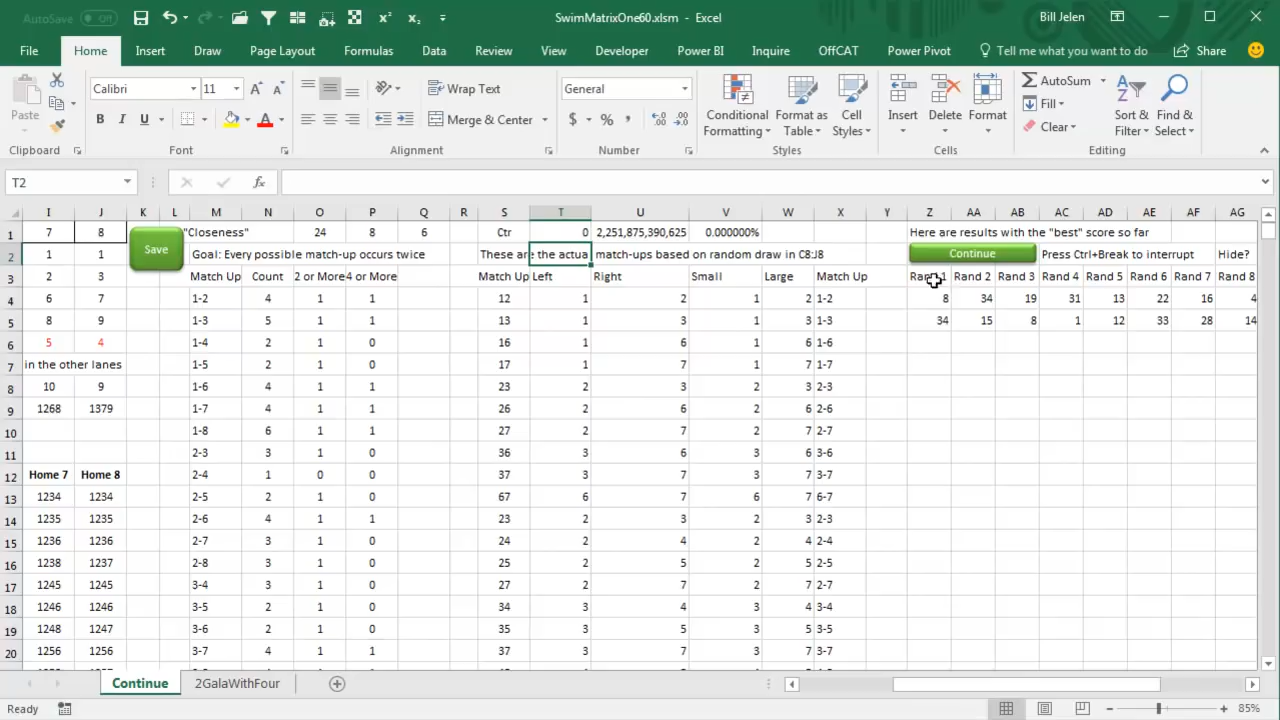 AutoSave Off SwimMatrixOne60.xlsm - Excel Bill Jelen
File Home Insert Draw Page Layout Formulas Data Review View Developer Power BI Inquire OffCAT Power Pivot Tell me what you want to do Share
Paste Calibri 11 A A Wrap Text General Conditional Format as Cell Insert Delete Format AutoSum Sort & Find &
B I U A Merge & Center $ % , Formatting Table Styles Fill Filter Select
Clear
Clipboard Font Alignment Number Styles Cells Editing
T2 fx
I J K L M N O P Q R S T U V W X Y Z AA AB AC AD AE AF AG
1 7 8 "Closeness" 24 8 6 Ctr 0 2,251,875,390,625 0.000000% Here are results with the "best" score so far
Save
2 1 1 Goal: Every possible match-up occurs twice These are the actua match-ups based on random draw in C8:J8 Continue Press Ctrl+Break to interrupt Hide?
3 2 3 Match Up Count 2 or More 4 or More Match Up Left Right Small Large Match Up Rand 1 Rand 2 Rand 3 Rand 4 Rand 5 Rand 6 Rand 7 Rand 8
4 6 7 1-2 4 1 1 12 1 2 1 2 1-2 8 34 19 31 13 22 16 4
5 8 9 1-3 5 1 1 13 1 3 1 3 1-3 34 15 8 1 12 33 28 14
6 5 4 1-4 2 1 0 16 1 6 1 6 1-6
7 in the other lanes 1-5 2 1 0 17 1 7 1 7 1-7
8 10 9 1-6 4 1 1 23 2 3 2 3 2-3
9 1268 1379 1-7 4 1 1 26 2 6 2 6 2-6
10 1-8 6 1 1 27 2 7 2 7 2-7
11 2-3 3 1 0 36 3 6 3 6 3-6
12 Home 7 Home 8 2-4 1 0 0 37 3 7 3 7 3-7
13 1234 1234 2-5 2 1 0 67 6 7 6 7 6-7
14 1235 1235 2-6 4 1 1 23 2 3 2 3 2-3
15 1236 1236 2-7 3 1 0 24 2 4 2 4 2-4
16 1238 1237 2-8 3 1 0 25 2 5 2 5 2-5
17 1245 1245 3-4 3 1 0 27 2 7 2 7 2-7
18 1246 1246 3-5 2 1 0 34 3 4 3 4 3-4
19 1248 1247 3-6 2 1 0 35 3 5 3 5 3-5
20 1256 1256 3-7 4 1 1 37 3 7 3 7 3-7
Continue 2GalaWithFour
Ready 85%